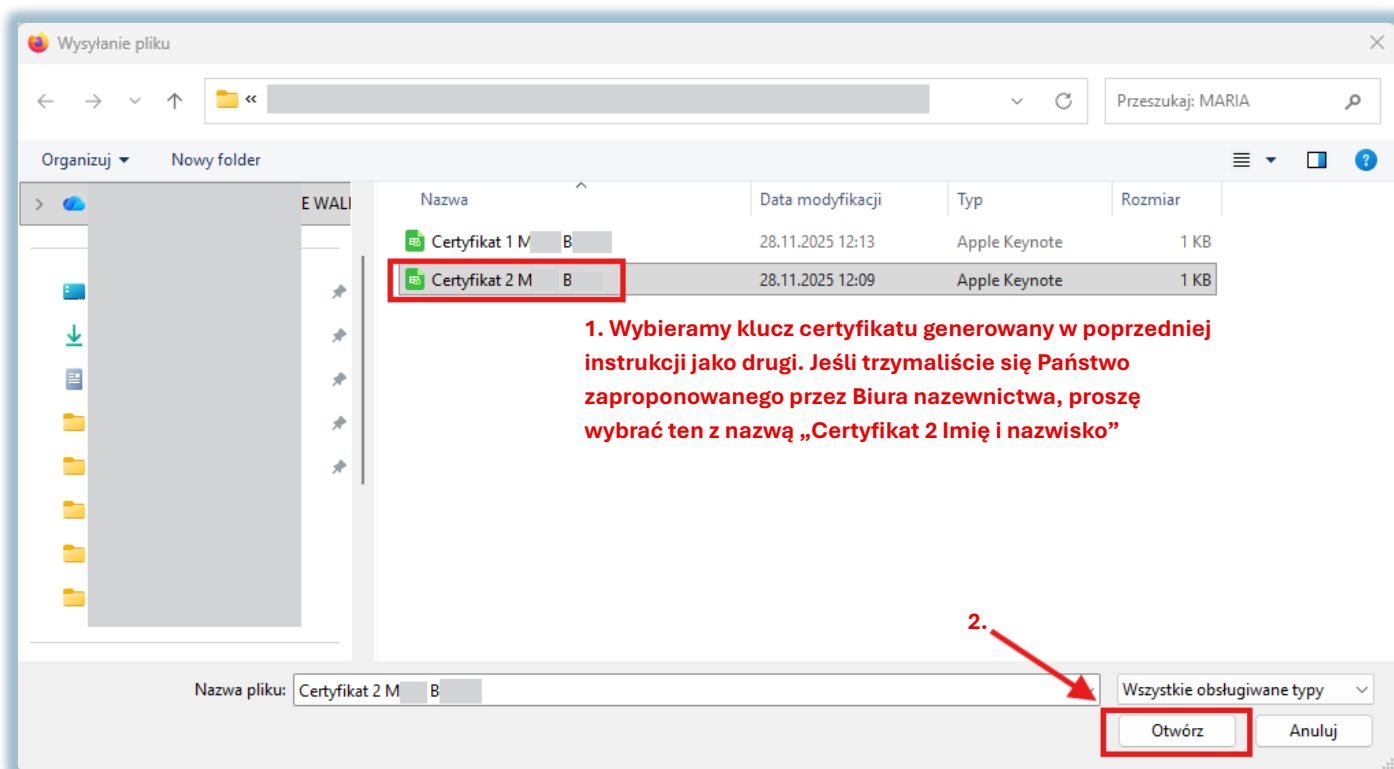 Wysyłanie pliku
«
Przeszukaj: MARIA
Organizuj
Nowy folder
?
E WALI
Nazwa
Data modyfikacji
Typ
Rozmiar
Certyfikat 1 M B
28.11.2025 12:13
Apple Keynote
1 KB
Certyfikat 2 M B
28.11.2025 12:09
Apple Keynote
1 KB
1. Wybieramy klucz certyfikatu generowany w poprzedniej
instrukcji jako drugi. Jeśli trzymaliście się Państwo
zaproponowanego przez Biura nazewnictwa, proszę
wybrać ten z nazwą „Certyfikat 2 Imię i nazwisko”
2.
Nazwa pliku:
Certyfikat 2 M B
Wszystkie obsługiwane typy
Otwórz
Anuluj